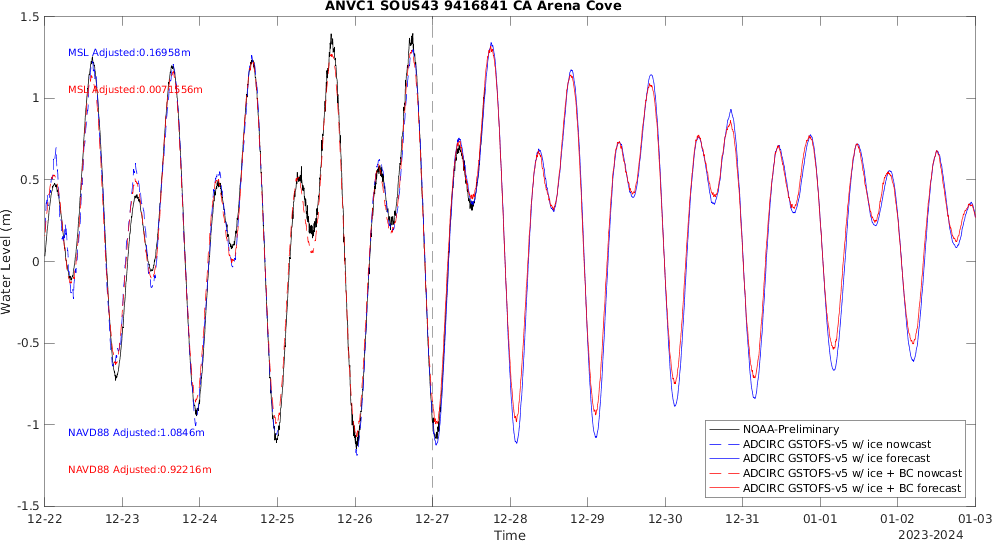 ANVC1 SOUS43 9416841 CA Arena Cove
1.5
1
0.5
0
-0.5
-1
-1.5
Water Level (m)
MSL Adjusted:0.16958m
MSL Adjusted:0.0071556m
NAVD88 Adjusted:1.0846m
NAVD88 Adjusted:0.92216m
NOAA-Preliminary
ADCIRC GSTOFS-v5 w/ ice nowcast
ADCIRC GSTOFS-v5 w/ ice forecast
ADCIRC GSTOFS-v5 w/ ice + BC nowcast
ADCIRC GSTOFS-v5 w/ ice + BC forecast
12-22 12-23 12-24 12-25 12-26 12-27 12-28 12-29 12-30 12-31 01-01 01-02 01-03
Time
2023-2024